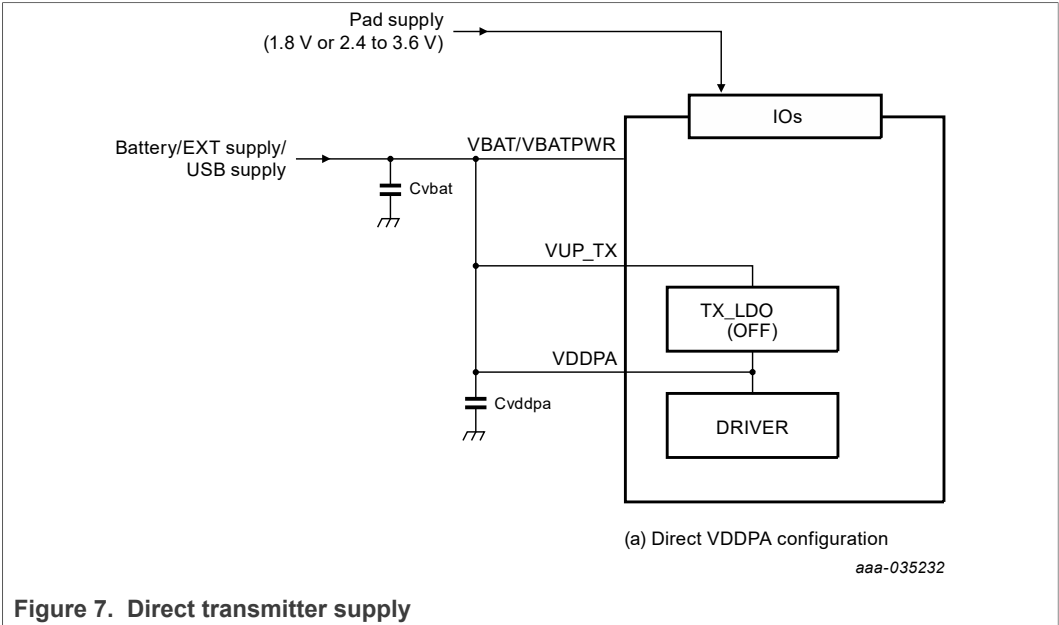 Pad supply
(1.8 V or 2.4 to 3.6 V)
IOs
Battery/EXT supply/
USB supply
VBAT/VBATPWR
Cvbat
VUP_TX
TX_LDO
(OFF)
VDDPA
Cvddpa
DRIVER
(a) Direct VDDPA configuration
aaa-035232
Figure 7. Direct transmitter supply